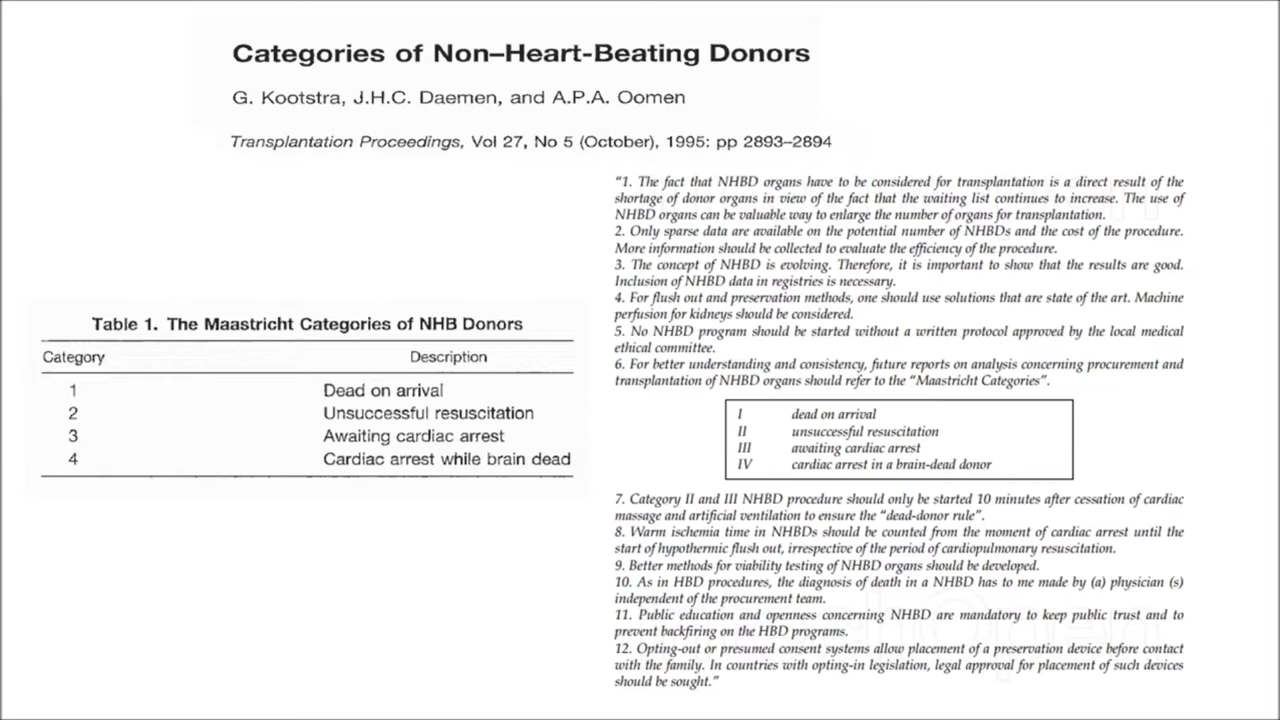 Categories of Non–Heart-Beating Donors
G. Kootstra, J.H.C. Daemen, and A.P.A. Oomen
Transplantation Proceedings, Vol 27, No 5 (October), 1995: pp 2893–2894
Table 1. The Maastricht Categories of NHB Donors
Category Description
1 Dead on arrival
2 Unsuccessful resuscitation
3 Awaiting cardiac arrest
4 Cardiac arrest while brain dead
“1. The fact that NHBD organs have to be considered for transplantation is a direct result of the
shortage of donor organs in view of the fact that the waiting list continues to increase. The use of
NHBD organs can be valuable way to enlarge the number of organs for transplantation.
2. Only sparse data are available on the potential number of NHBDs and the cost of the procedure.
More information should be collected to evaluate the efficiency of the procedure.
3. The concept of NHBD is evolving. Therefore, it is important to show that the results are good.
Inclusion of NHBD data in registries is necessary.
4. For flush out and preservation methods, one should use solutions that are state of the art. Machine
perfusion for kidneys should be considered.
5. No NHBD program should be started without a written protocol approved by the local medical
ethical committee.
6. For better understanding and consistency, future reports on analysis concerning procurement and
transplantation of NHBD organs should refer to the “Maastricht Categories”.
I dead on arrival
II unsuccessful resuscitation
III awaiting cardiac arrest
IV cardiac arrest in a brain-dead donor
7. Category II and III NHBD procedure should only be started 10 minutes after cessation of cardiac
massage and artificial ventilation to ensure the “dead-donor rule”.
8. Warm ischemia time in NHBDs should be counted from the moment of cardiac arrest until the
start of hypothermic flush out, irrespective of the period of cardiopulmonary resuscitation.
9. Better methods for viability testing of NHBD organs should be developed.
10. As in HBD procedures, the diagnosis of death in a NHBD has to me made by (a) physician (s)
independent of the procurement team.
11. Public education and openness concerning NHBD are mandatory to keep public trust and to
prevent backfiring on the HBD programs.
12. Opting-out or presumed consent systems allow placement of a preservation device before contact
with the family. In countries with opting-in legislation, legal approval for placement of such devices
should be sought.”